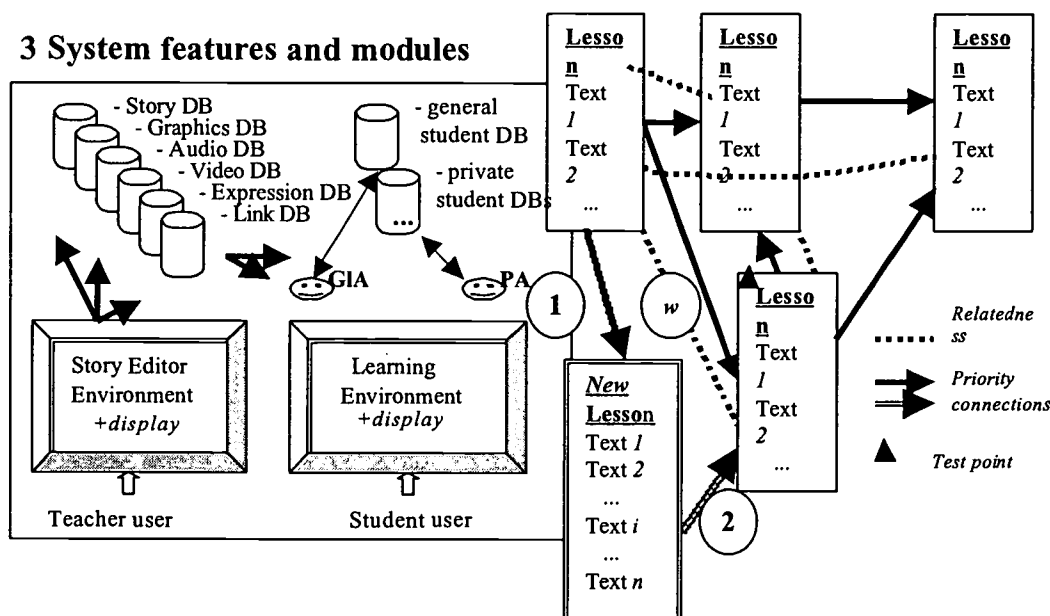 3 System features and modules
- Story DB
- Graphics DB
- Audio DB
- Video DB
- Expression DB
- Link DB
- general
student DB
- private
student DBs
...
GIA
PA
Story Editor
Environment
+display
Learning
Environment
+display
Teacher user
Student user
Lesso
n
Text
1
Text
2
...
Lesso
n
Text
1
Text
2
...
Lesso
n
Text
1
Text
2
...
1
w
New
Lesson
Text 1
Text 2
...
Text i
...
Text n
Lesso
n
Text
1
Text
2
...
2
Relatedne
ss
Priority
connections
Test point